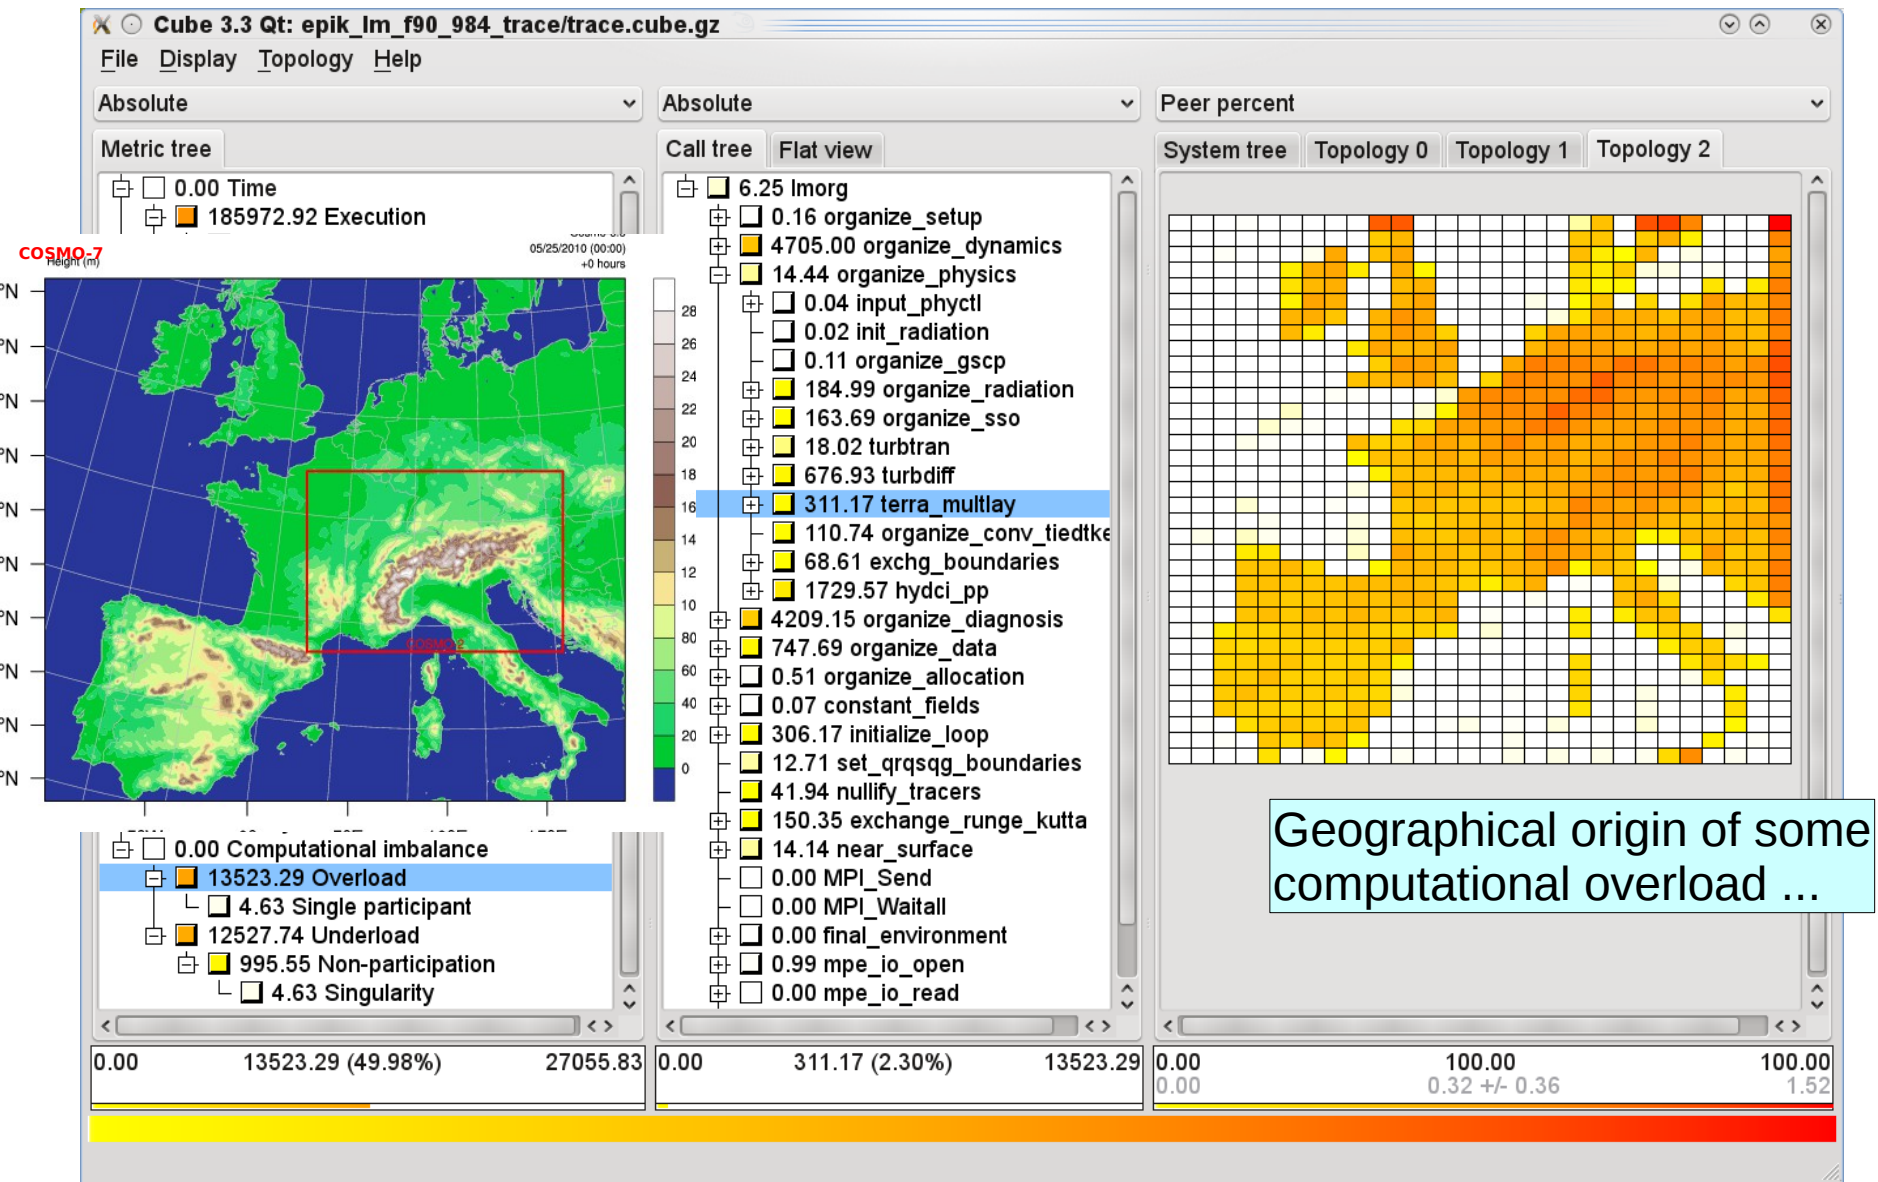 Cube 3.3 Qt: epik_lm_f90_984_trace/trace.cube.gz
File Display Topology Help
Absolute
Absolute
Peer percent
Metric tree
Call tree Flat view
System tree Topology 0 Topology 1 Topology 2
0.00 Time
185972.92 Execution
COSMO-7
Height (m)
05/25/2010 (00:00)
+0 hours
°N
°N
°N
°N
°N
°N
°N
°N
°N
°N
28
26
24
22
20
18
16
14
12
10
80
60
40
20
0
COSMO-2
0.00 Computational imbalance
13523.29 Overload
4.63 Single participant
12527.74 Underload
995.55 Non-participation
4.63 Singularity
6.25 lmorg
0.16 organize_setup
4705.00 organize_dynamics
14.44 organize_physics
0.04 input_phyctl
0.02 init_radiation
0.11 organize_gscp
184.99 organize_radiation
163.69 organize_sso
18.02 turbtran
676.93 turbdiff
311.17 terra_multlay
110.74 organize_conv_tiedtke
68.61 exchg_boundaries
1729.57 hydci_pp
4209.15 organize_diagnosis
747.69 organize_data
0.51 organize_allocation
0.07 constant_fields
306.17 initialize_loop
12.71 set_qrqsqg_boundaries
41.94 nullify_tracers
150.35 exchange_runge_kutta
14.14 near_surface
0.00 MPI_Send
0.00 MPI_Waitall
0.00 final_environment
0.99 mpe_io_open
0.00 mpe_io_read
Geographical origin of some
computational overload ...
0.00 13523.29 (49.98%) 27055.83
0.00 311.17 (2.30%) 13523.29
0.00 100.00 100.00
0.00 0.32 +/- 0.36 1.52